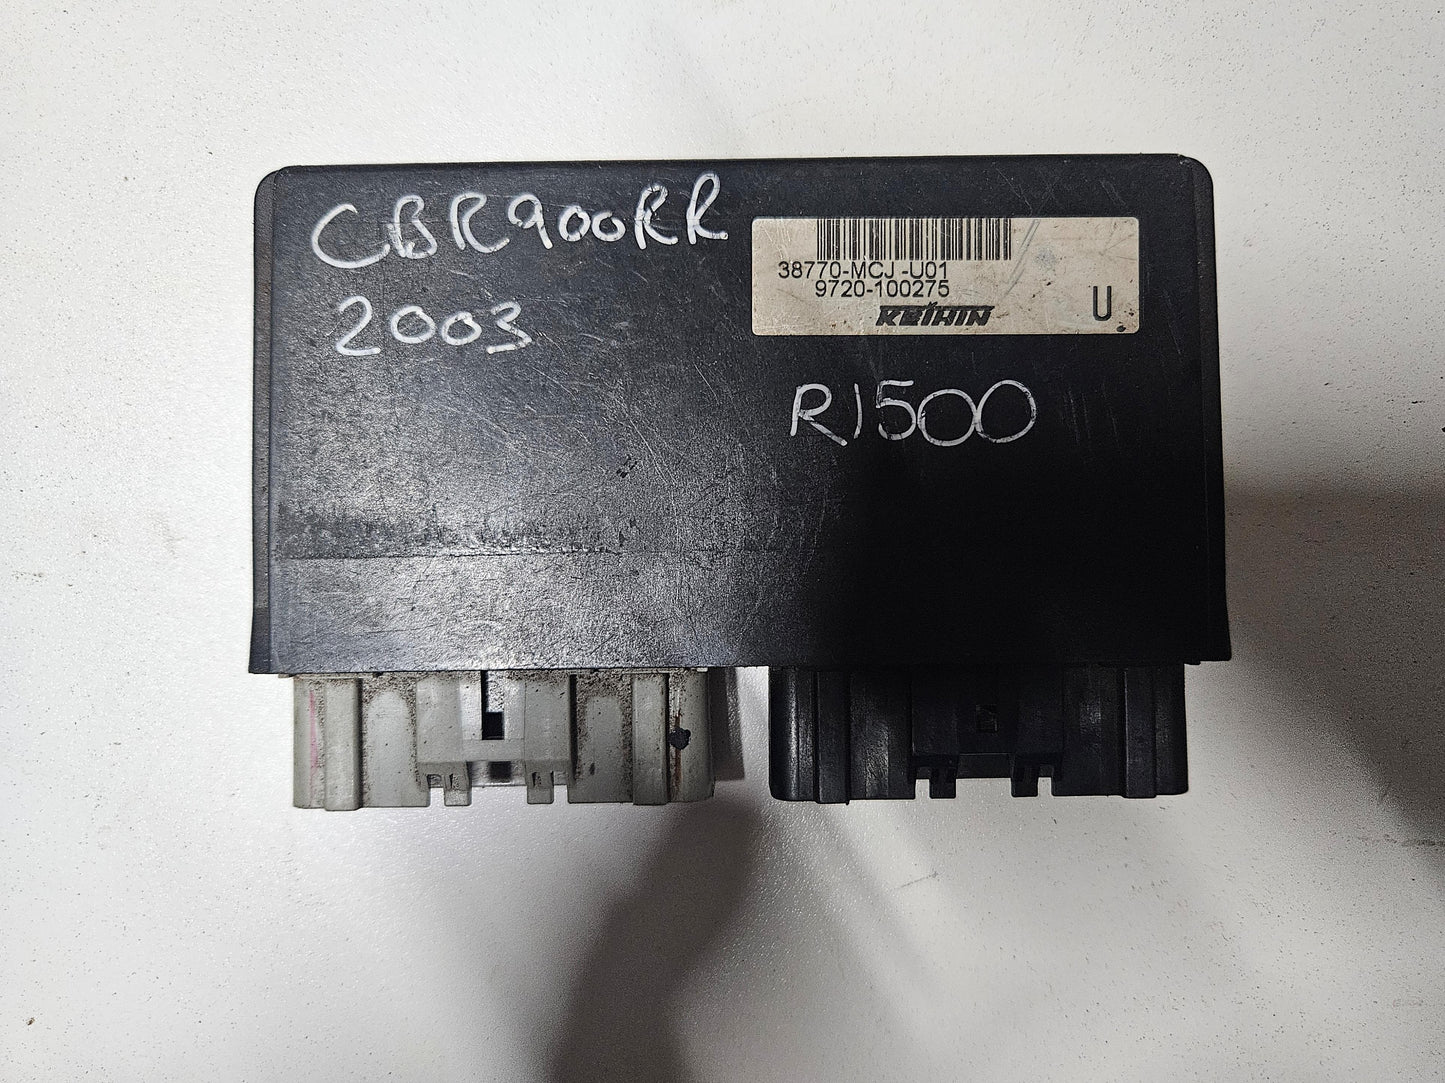 CBR900RR
2003
38770-MCJ-U01
9720-100275
KEIHIN
U
R1500